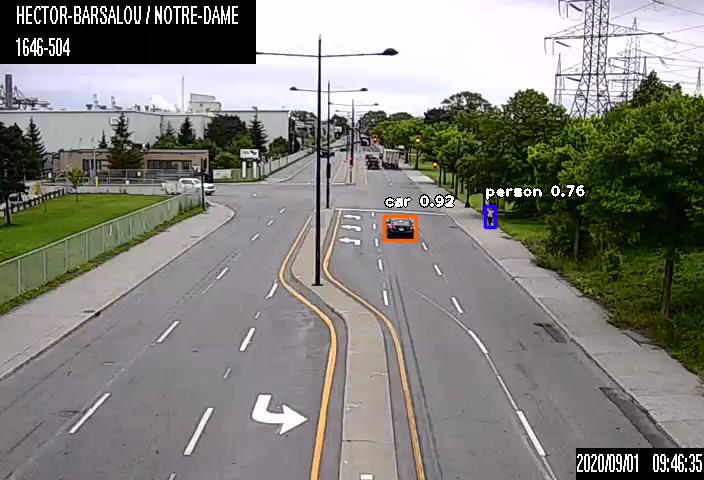 HECTOR-BARSALOU / NOTRE-DAME
1646-504
car 0.92
person 0.76
2020/09/01 09:46:35